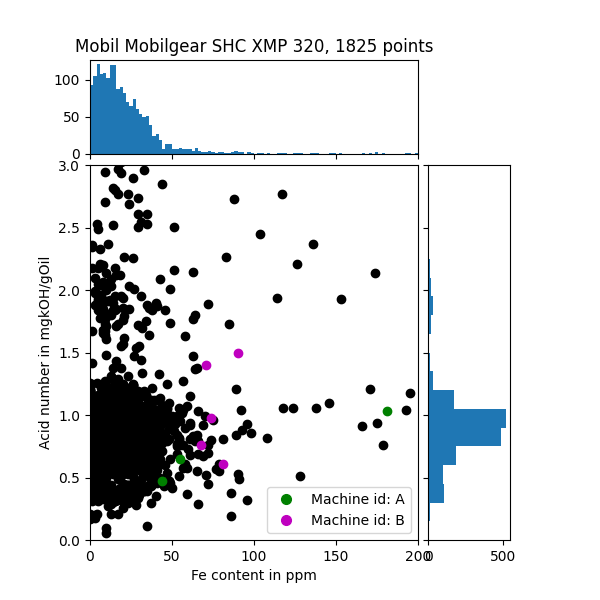 Mobil Mobilgear SHC XMP 320, 1825 points
100
50
0
3.0
2.5
2.0
1.5
1.0
0.5
0.0
Acid number in mgkOH/gOil
Machine id: A
Machine id: B
0 50 100 150 200 0 500
Fe content in ppm